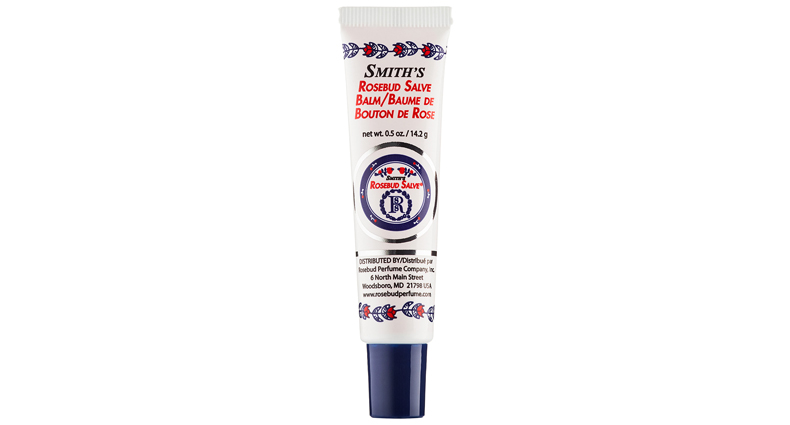 SMITH'S
ROSEBUD SALVE
BALM/BAUME DE
BOUTON DE ROSE
net wt. 0.5 oz. / 14.2 g
SMITH'S
ROSEBUD SALVE®
R
DISTRIBUTED BY/Distribué par
Rosebud Perfume Company, Inc.
6 North Main Street
Woodsboro, MD 21798 USA
www.rosebudperfume.com